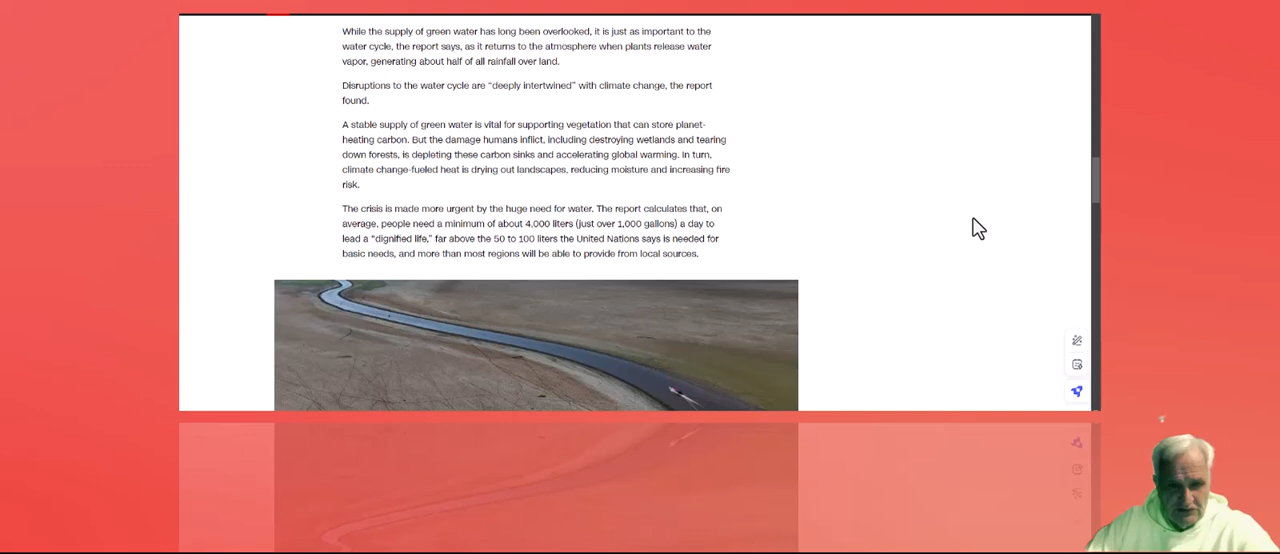 While the supply of green water has long been overlooked, it is just as important to the
water cycle, the report says, as it returns to the atmosphere when plants release water
vapor, generating about half of all rainfall over land.
Disruptions to the water cycle are “deeply intertwined” with climate change, the report
found.
A stable supply of green water is vital for supporting vegetation that can store planet-
heating carbon. But the damage humans inflict, including destroying wetlands and tearing
down forests, is depleting these carbon sinks and accelerating global warming. In turn,
climate change-fueled heat is drying out landscapes, reducing moisture and increasing fire
risk.
The crisis is made more urgent by the huge need for water. The report calculates that, on
average, people need a minimum of about 4,000 liters (just over 1,000 gallons) a day to
lead a “dignified life,” far above the 50 to 100 liters the United Nations says is needed for
basic needs, and more than most regions will be able to provide from local sources.